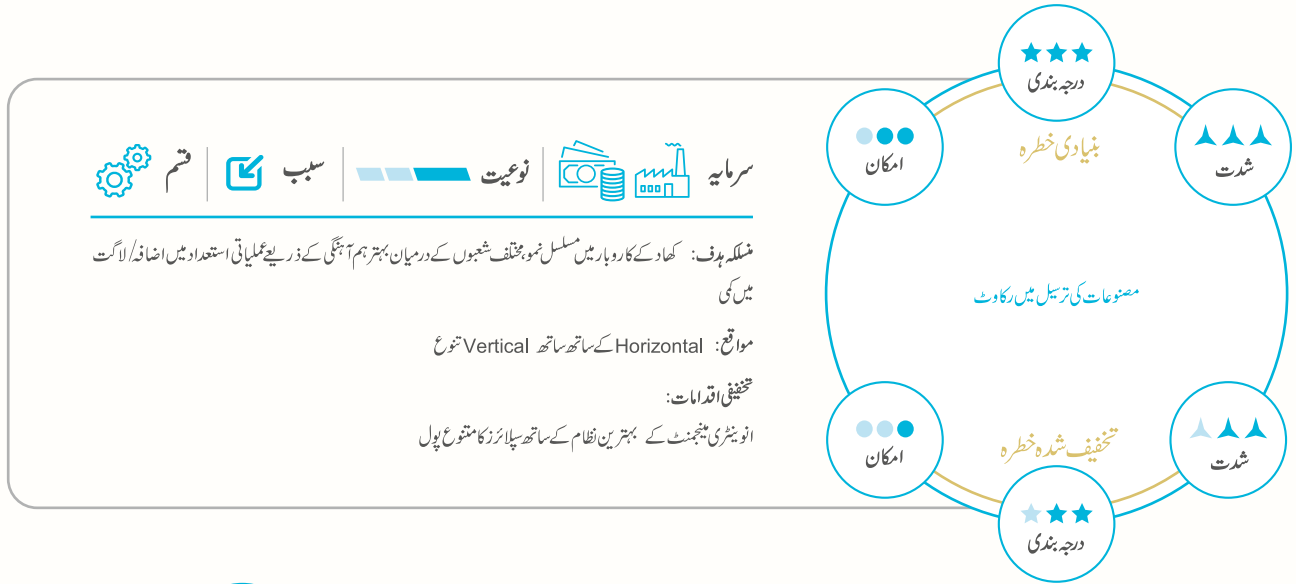 درجہ بندی
شدت
بنیادی خطرہ
امکان
مصنوعات کی ترسیل میں رکاوٹ
شدت
تخفیف شدہ خطرہ
امکان
درجہ بندی
سرمایہ
نوعیت
سبب
قسم
منسلکہ ہدف: کھاد کے کاروبار میں مسلسل نمو، مختلف شعبوں کے درمیان بہتر ہم آہنگی کے ذریعے عملیاتی استعداد میں اضافہ/ لاگت
میں کمی
مواقع: Horizontal کے ساتھ ساتھ Vertical تنوع
تخفیفی اقدامات:
انوینٹری مینجمنٹ کے بہترین نظام کے ساتھ سپلائرز کا متنوع پول